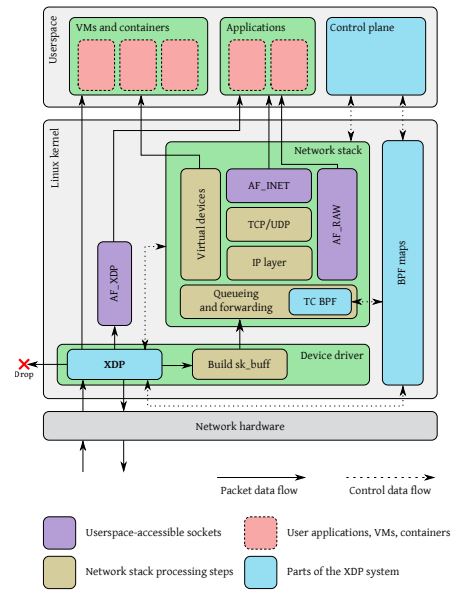 Userspace
VMs and containers
Applications
Control plane
Linux kernel
Network stack
Virtual devices
AF_INET
TCP/UDP
IP layer
AF_RAW
BPF maps
AF_XDP
Queueing
and forwarding
TC BPF
Device driver
XDP
Build sk_buff
Drop
Network hardware
Packet data flow
Control data flow
Userspace-accessible sockets
User applications, VMs, containers
Network stack processing steps
Parts of the XDP system